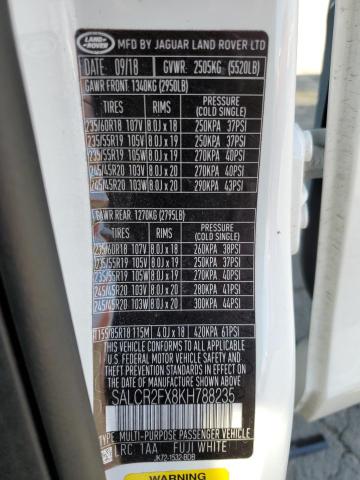 LAND-ROVER
MFD BY JAGUAR LAND ROVER LTD
DATE 09/18 GVWR: 2505KG (5520LB)
GAWR FRONT: 1340KG (2950LB)
TIRES RIMS PRESSURE (COLD SINGLE)
235/60R18 107V 8.0J x 18 250KPA 37PSI
235/55R19 105V 8.0J x 19 250KPA 37PSI
235/55R19 105W 8.0J x 19 270KPA 40PSI
245/45R20 103V 8.0J x 20 270KPA 40PSI
245/45R20 103W 8.0J x 20 290KPA 43PSI
GAWR REAR: 1270KG (2795LB)
TIRES RIMS PRESSURE (COLD SINGLE)
235/60R18 107V 8.0J x 18 260KPA 38PSI
235/55R19 105V 8.0J x 19 250KPA 37PSI
235/55R19 105W 8.0J x 19 270KPA 40PSI
245/45R20 103V 8.0J x 20 280KPA 41PSI
245/45R20 103W 8.0J x 20 300KPA 44PSI
T155/85R18 115M 4.0J x 18 420KPA 61PSI
THIS VEHICLE CONFORMS TO ALL APPLICABLE
U.S. FEDERAL MOTOR VEHICLE SAFETY AND
THEFT PREVENTION STANDARDS IN EFFECT ON
THE DATE OF MANUFACTURE SHOWN ABOVE.
SALCR2FX8KH788235
TYPE: MULTI-PURPOSE PASSENGER VEHICLE
LRC 1AA FUJI WHITE
JK72-1532-BDB
WARNING